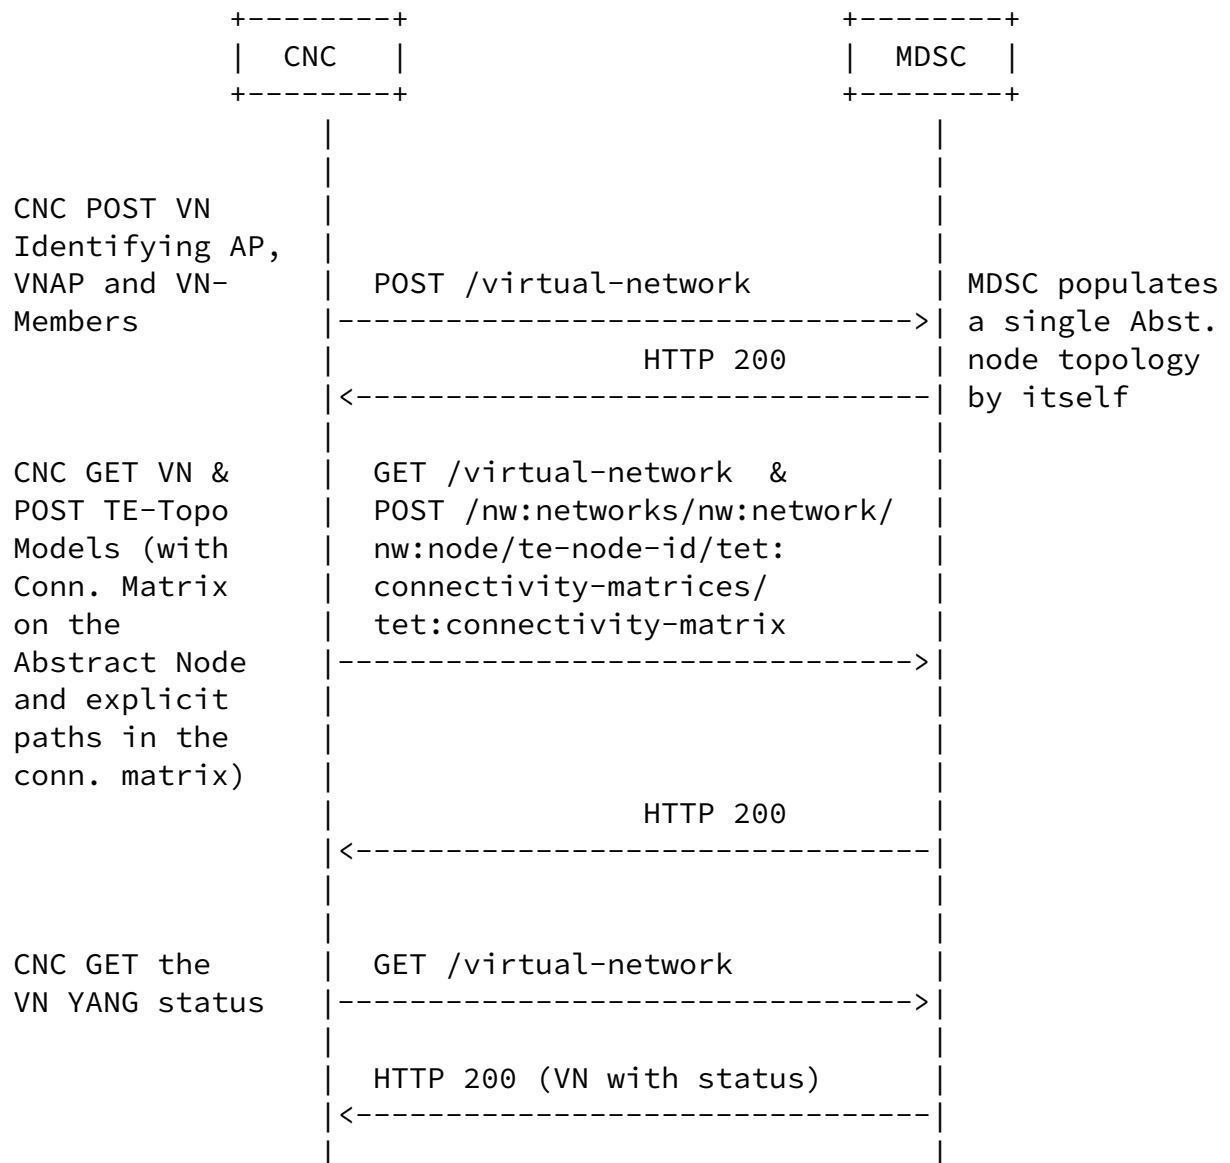 +--------+ +--------+
| CNC | | MDSC |
+--------+ +--------+
| |
| |
CNC POST VN | |
Identifying AP, | |
VNAP and VN- | POST /virtual-network | MDSC populates
Members |-------------------------------->| a single Abst.
| HTTP 200 | node topology
|<--------------------------------| by itself
| |
CNC GET VN & | GET /virtual-network & |
POST TE-Topo | POST /nw:networks/nw:network/ |
Models (with | nw:node/te-node-id/tet: |
Conn. Matrix | connectivity-matrices/ |
on the | tet:connectivity-matrix |
Abstract Node |-------------------------------->|
and explicit | |
paths in the | |
conn. matrix) | |
| HTTP 200 |
|<--------------------------------|
| |
| |
CNC GET the | GET /virtual-network |
VN YANG status |-------------------------------->|
| |
| HTTP 200 (VN with status) |
|<--------------------------------|
| |